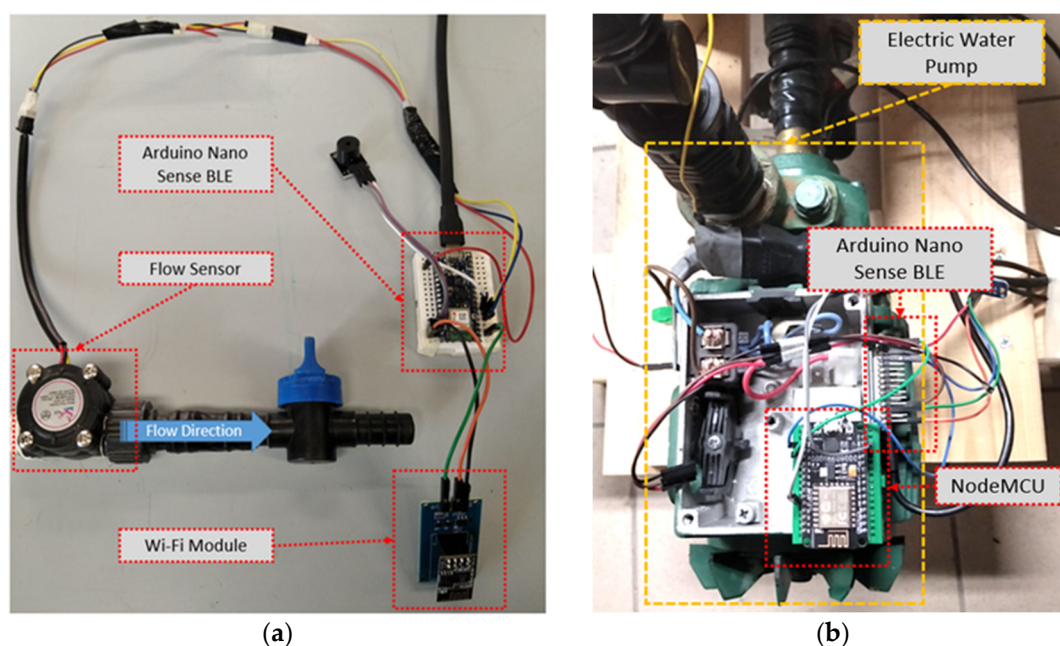 Arduino Nano
Sense BLE
Flow Sensor
Flow Direction
Wi-Fi Module
(a)
Electric Water
Pump
Arduino Nano
Sense BLE
NodeMCU
(b)